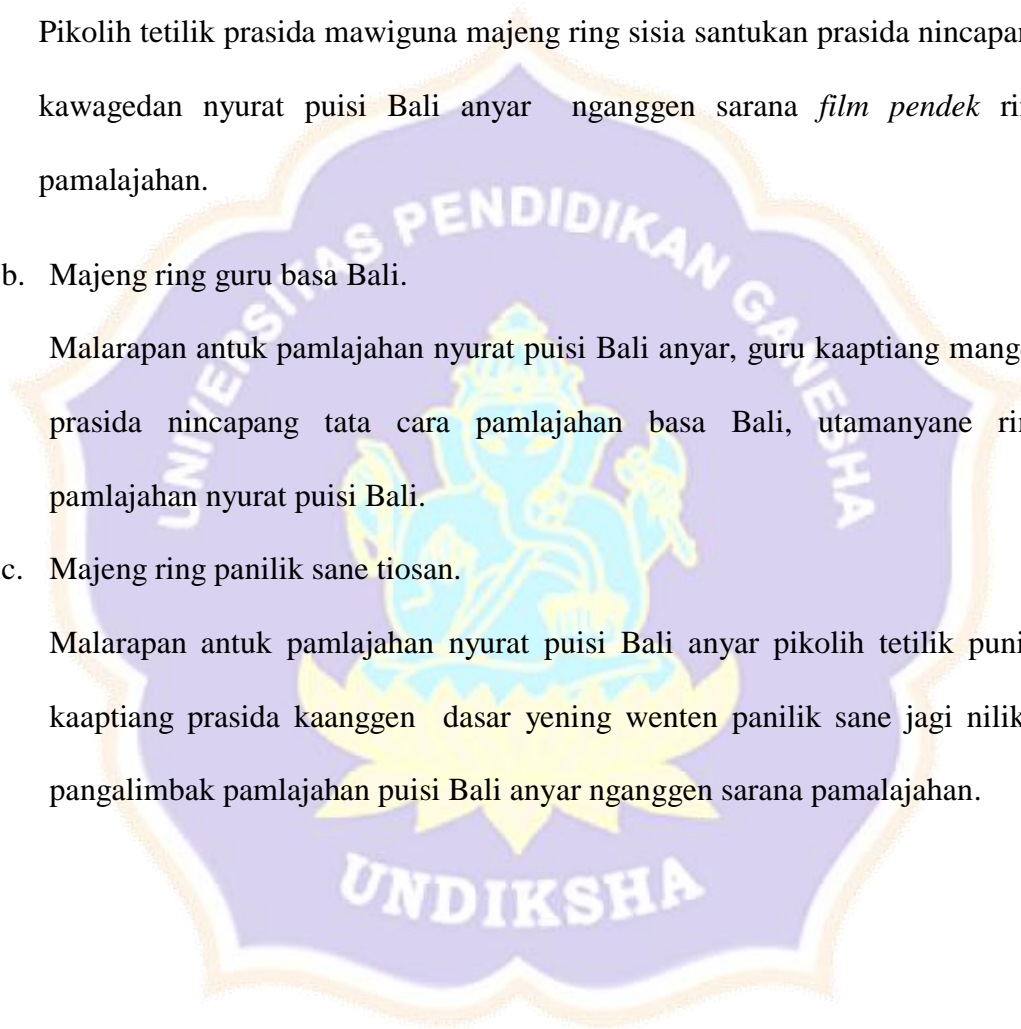 Pikolih tetilik prasida mawiguna majeng ring sisia santukan prasida nincapan
kawagedan nyurat puisi Bali anyar nganggen sarana film pendek
pamalajahan.
UNIVERSITAS PENDIDIKAN GANESHA
b. Majeng ring guru basa Bali.
Malarapan antuk pamlajahan nyurat puisi Bali anyar, guru kaaptiang
prasida nincapang tata cara pamlajahan basa Bali, utamanyane
pamlajahan nyurat puisi Bali.
c. Majeng ring panilik sane tiosan.
Malarapan antuk pamlajahan nyurat puisi Bali anyar pikolih tetilik
kaaptiang prasida kaanggen dasar yening wenten panilik sane jagi
pangalimbak pamlajahan puisi Bali anyar nganggen sarana pamalajahan.
UNDIKSHA